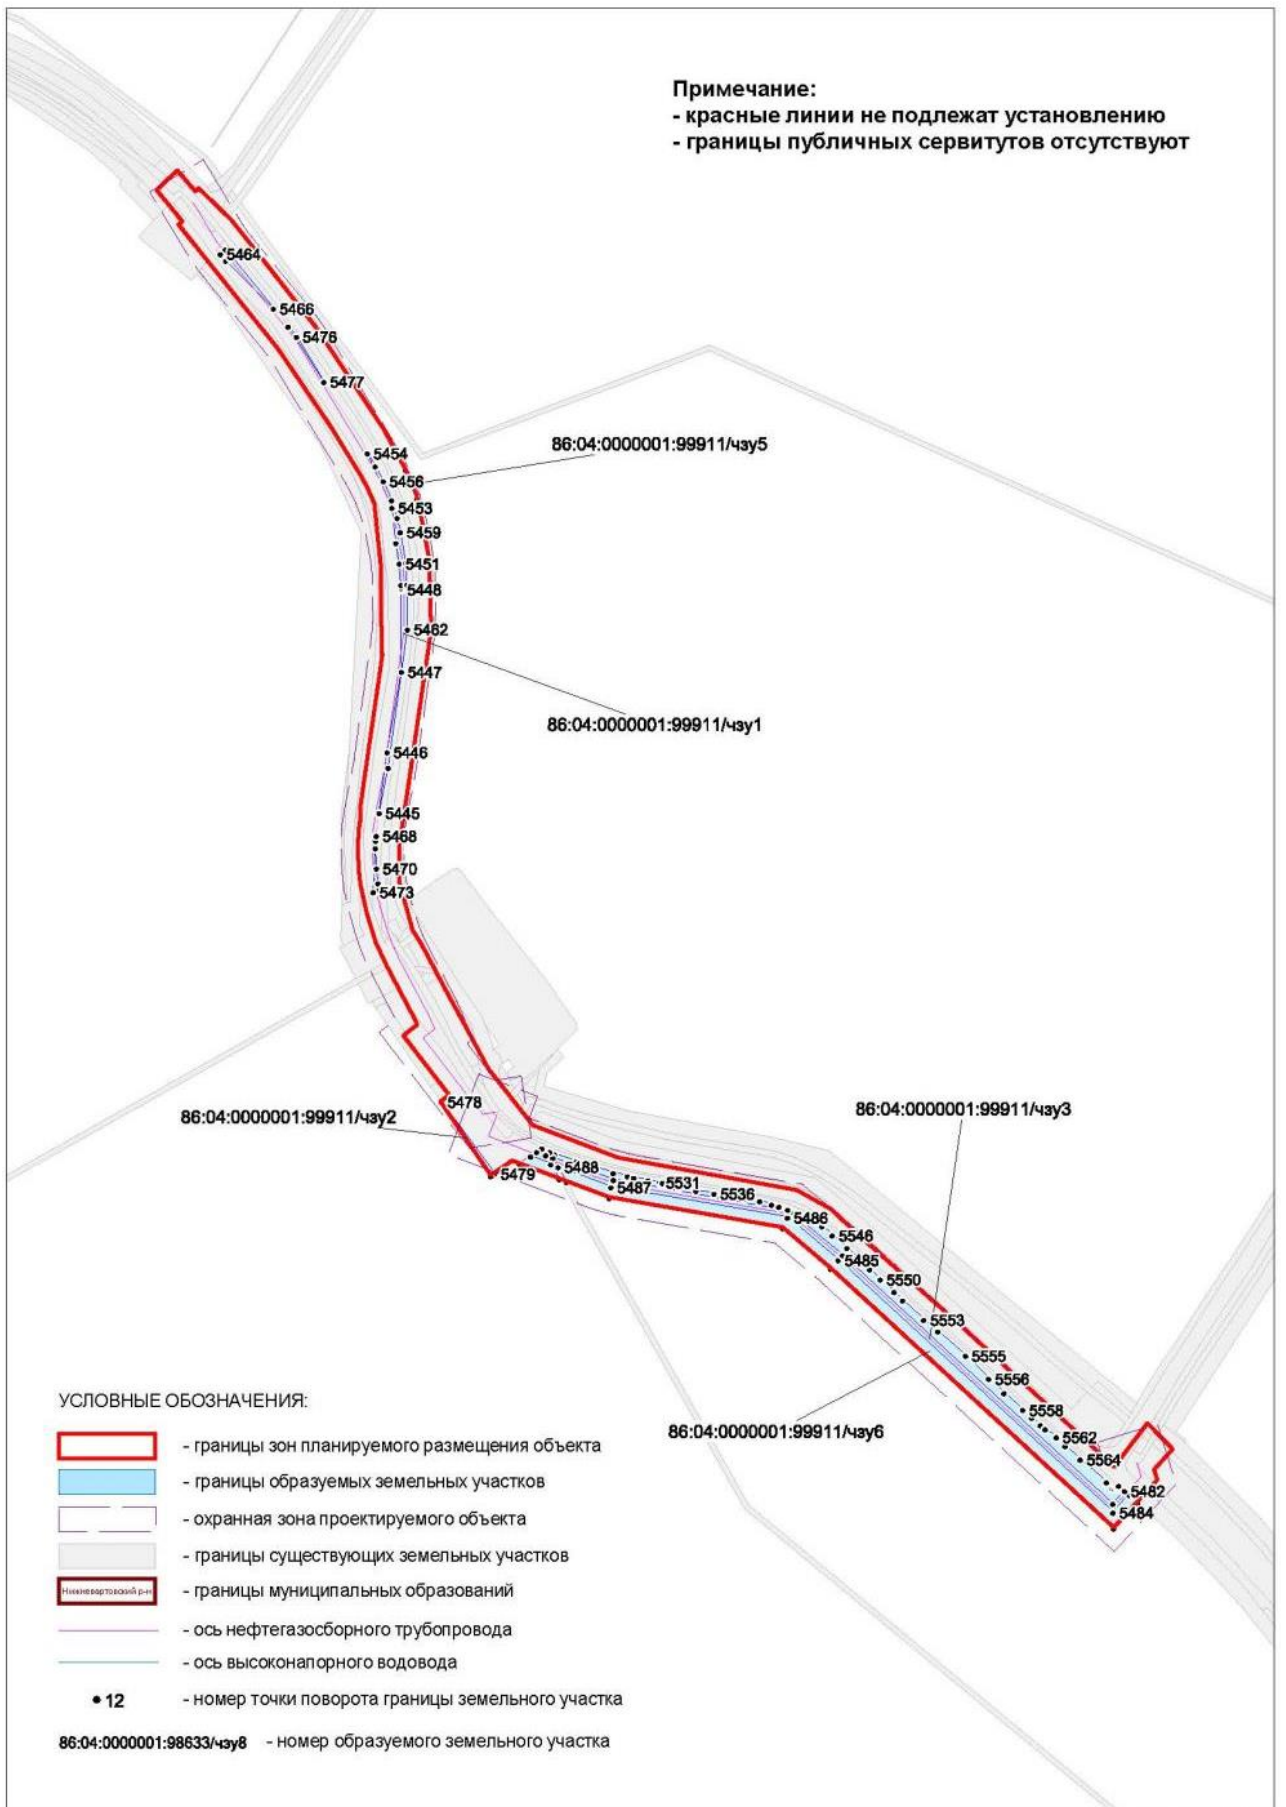 Примечание:
- красные линии не подлежат установлению
- границы публичных сервитутов отсутствуют
5464
5466
5476
5477
5454
86:04:0000001:99911/чзу5
5456
5453
5459
5451
5448
5462
5447
86:04:0000001:99911/чзу1
5446
5445
5468
5470
5473
5478
86:04:0000001:99911/чзу2
86:04:0000001:99911/чзу3
5479
5488
5487
5531
5536
5486
5546
5485
5550
5553
5555
5556
5558
5562
5564
5482
5484
86:04:0000001:99911/чзу6
УСЛОВНЫЕ ОБОЗНАЧЕНИЯ:
- границы зон планируемого размещения объекта
- границы образуемых земельных участков
- охранная зона проектируемого объекта
- границы существующих земельных участков
Нижневартовский р-н - границы муниципальных образований
- ось нефтегазосборного трубопровода
- ось высоконапорного водовода
• 12 - номер точки поворота границы земельного участка
86:04:0000001:98633/чзу8 - номер образуемого земельного участка